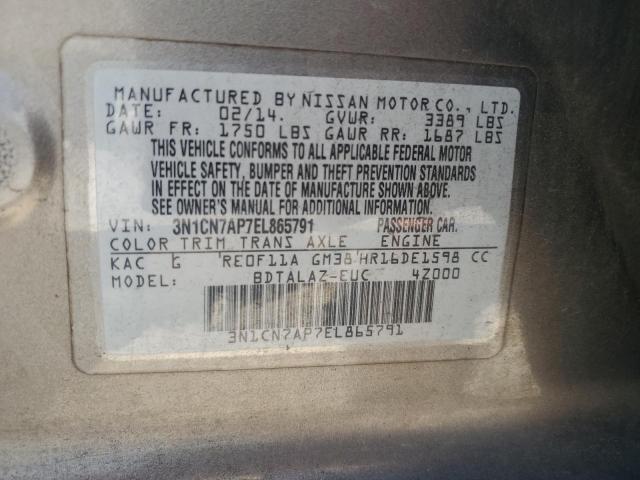 MANUFACTURED BY NISSAN MOTOR CO., LTD.
DATE: 02/14. GVWR: 3389 LBS
GAWR FR: 1750 LBS GAWR RR: 1687 LBS
THIS VEHICLE CONFORMS TO ALL APPLICABLE FEDERAL MOTOR
VEHICLE SAFETY, BUMPER AND THEFT PREVENTION STANDARDS
IN EFFECT ON THE DATE OF MANUFACTURE SHOWN ABOVE.
SEE OWNER'S MANUAL FOR ADDITIONAL INFORMATION.
VIN: 3N1CN7AP7EL865791 PASSENGER CAR.
COLOR TRIM TRANS AXLE ENGINE
KAC G RE0F11A GM38 HR16DE1598 CC
MODEL: BDTALAZ-EUC 4Z000
3N1CN7AP7EL865791